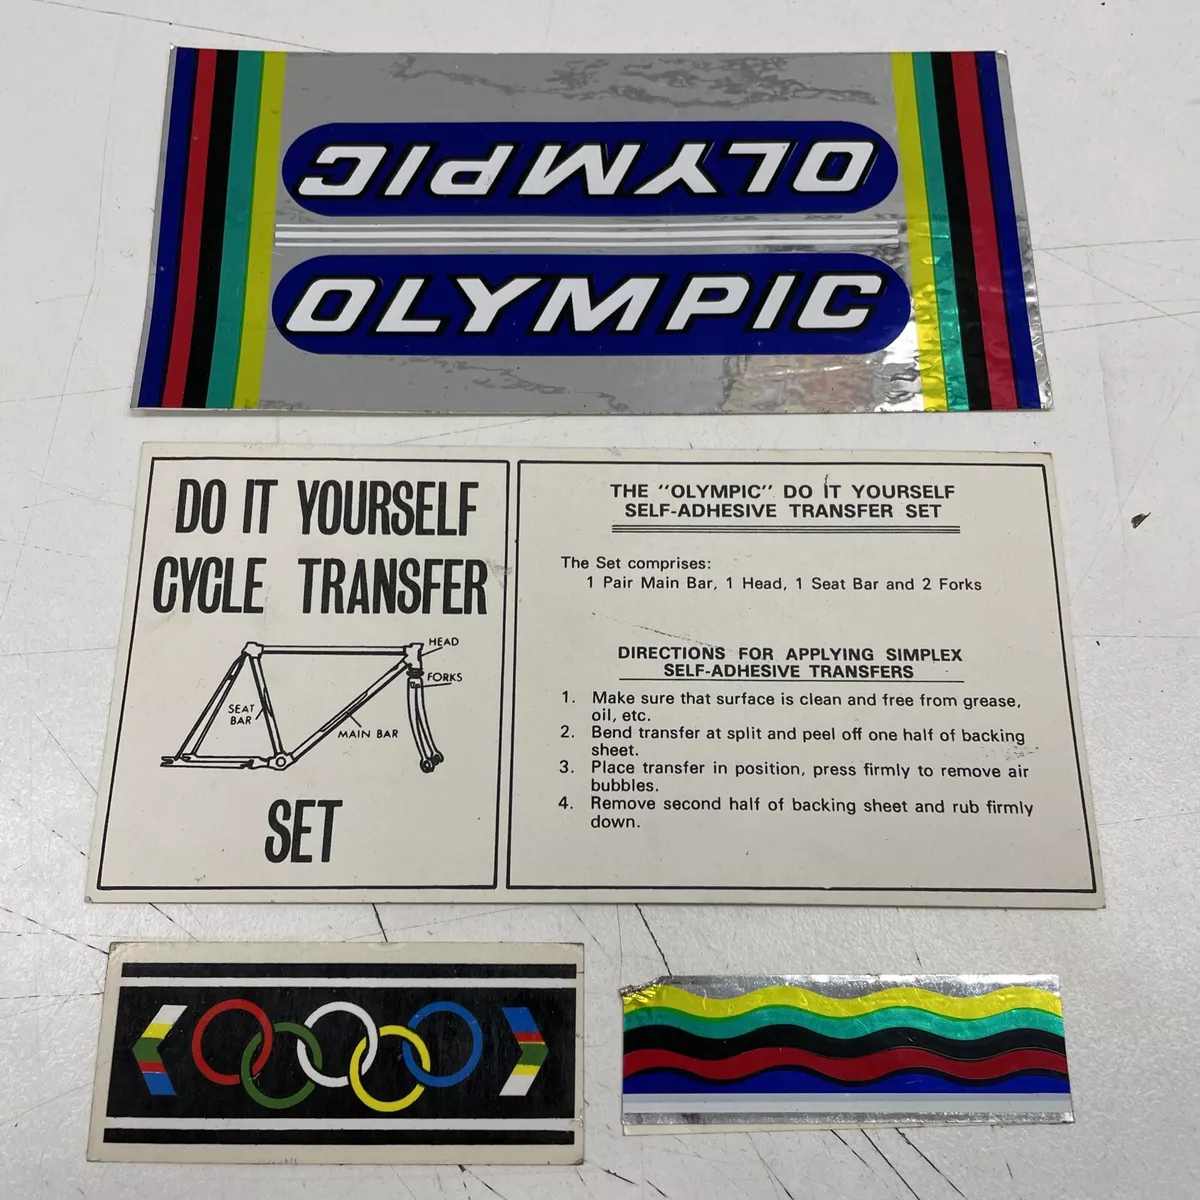 OLYMPIC
OLYMPIC
DO IT YOURSELF
CYCLE TRANSFER
HEAD
FORKS
SEAT
BAR
MAIN BAR
SET
THE "OLYMPIC" DO IT YOURSELF
SELF-ADHESIVE TRANSFER SET
The Set comprises:
1 Pair Main Bar, 1 Head, 1 Seat Bar and 2 Forks
DIRECTIONS FOR APPLYING SIMPLEX
SELF-ADHESIVE TRANSFERS
1. Make sure that surface is clean and free from grease,
oil, etc.
2. Bend transfer at split and peel off one half of backing
sheet.
3. Place transfer in position, press firmly to remove air
bubbles.
4. Remove second half of backing sheet and rub firmly
down.